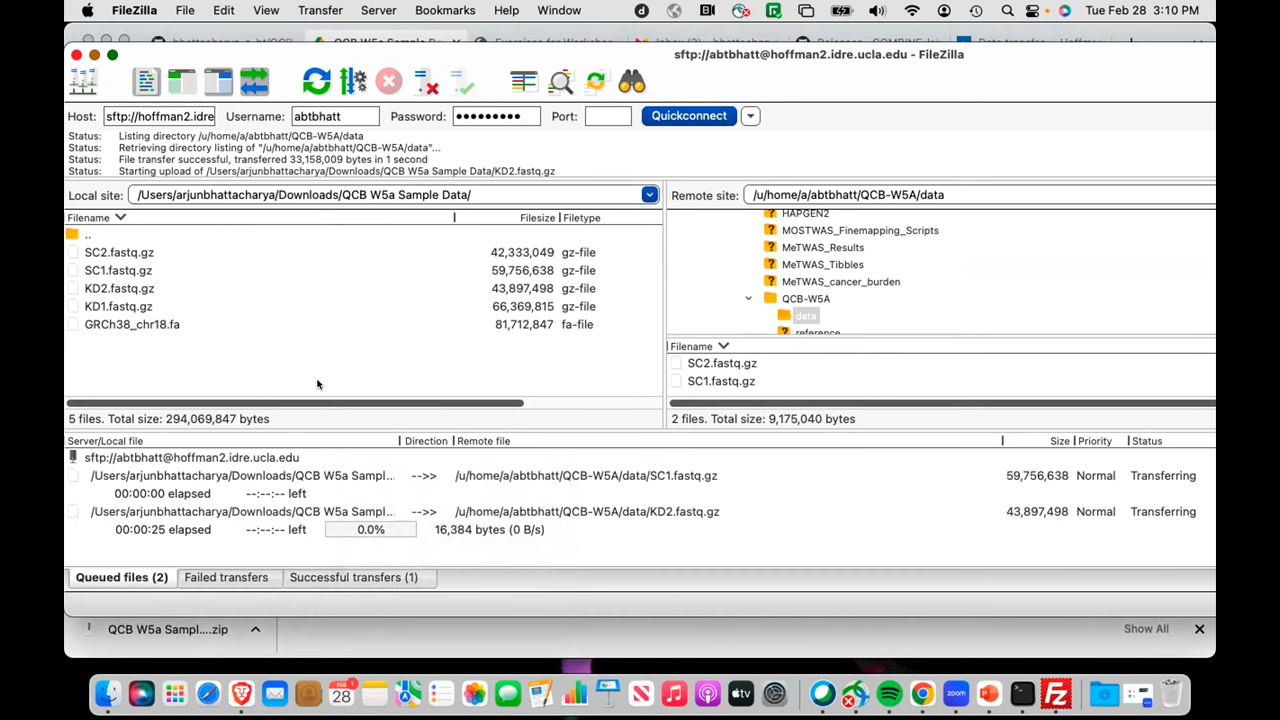 FileZilla File Edit View Transfer Server Bookmarks Help Window Tue Feb 28 3:10 PM
sftp://abtbhatt@hoffman2.idre.ucla.edu - FileZilla
Host: sftp://hoffman2.idre Username: abtbhatt Password: ●●●●●●●●● Port: Quickconnect
Status: Listing directory /u/home/a/abtbhatt/QCB-W5A/data
Status: Retrieving directory listing of "/u/home/a/abtbhatt/QCB-W5A/data"...
Status: File transfer successful, transferred 33,158,009 bytes in 1 second
Status: Starting upload of /Users/arjunbhattacharya/Downloads/QCB W5a Sample Data/KD2.fastq.gz
Local site: /Users/arjunbhattacharya/Downloads/QCB W5a Sample Data/
Filename Filesize Filetype
..
SC2.fastq.gz 42,333,049 gz-file
SC1.fastq.gz 59,756,638 gz-file
KD2.fastq.gz 43,897,498 gz-file
KD1.fastq.gz 66,369,815 gz-file
GRCh38_chr18.fa 81,712,847 fa-file
5 files. Total size: 294,069,847 bytes
Remote site: /u/home/a/abtbhatt/QCB-W5A/data
HAPGEN2
MOSTWAS_Finemapping_Scripts
MeTWAS_Results
MeTWAS_Tibbles
MeTWAS_cancer_burden
QCB-W5A
data
reference
Filename
SC2.fastq.gz
SC1.fastq.gz
2 files. Total size: 9,175,040 bytes
Server/Local file Direction Remote file Size Priority Status
sftp://abtbhatt@hoffman2.idre.ucla.edu
/Users/arjunbhattacharya/Downloads/QCB W5a Sampl... -->> /u/home/a/abtbhatt/QCB-W5A/data/SC1.fastq.gz 59,756,638 Normal Transferring
00:00:00 elapsed --:--:-- left
/Users/arjunbhattacharya/Downloads/QCB W5a Sampl... -->> /u/home/a/abtbhatt/QCB-W5A/data/KD2.fastq.gz 43,897,498 Normal Transferring
00:00:25 elapsed --:--:-- left 0.0% 16,384 bytes (0 B/s)
Queued files (2) Failed transfers Successful transfers (1)
QCB W5a Sampl....zip Show All